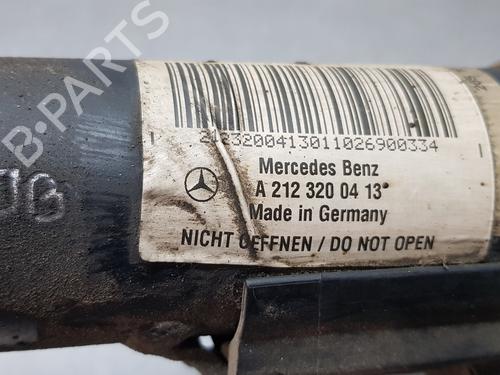 B-PARTS
2123200413011026900334
Mercedes Benz
A 212 320 04 13
Made in Germany
NICHT OEFFNEN / DO NOT OPEN